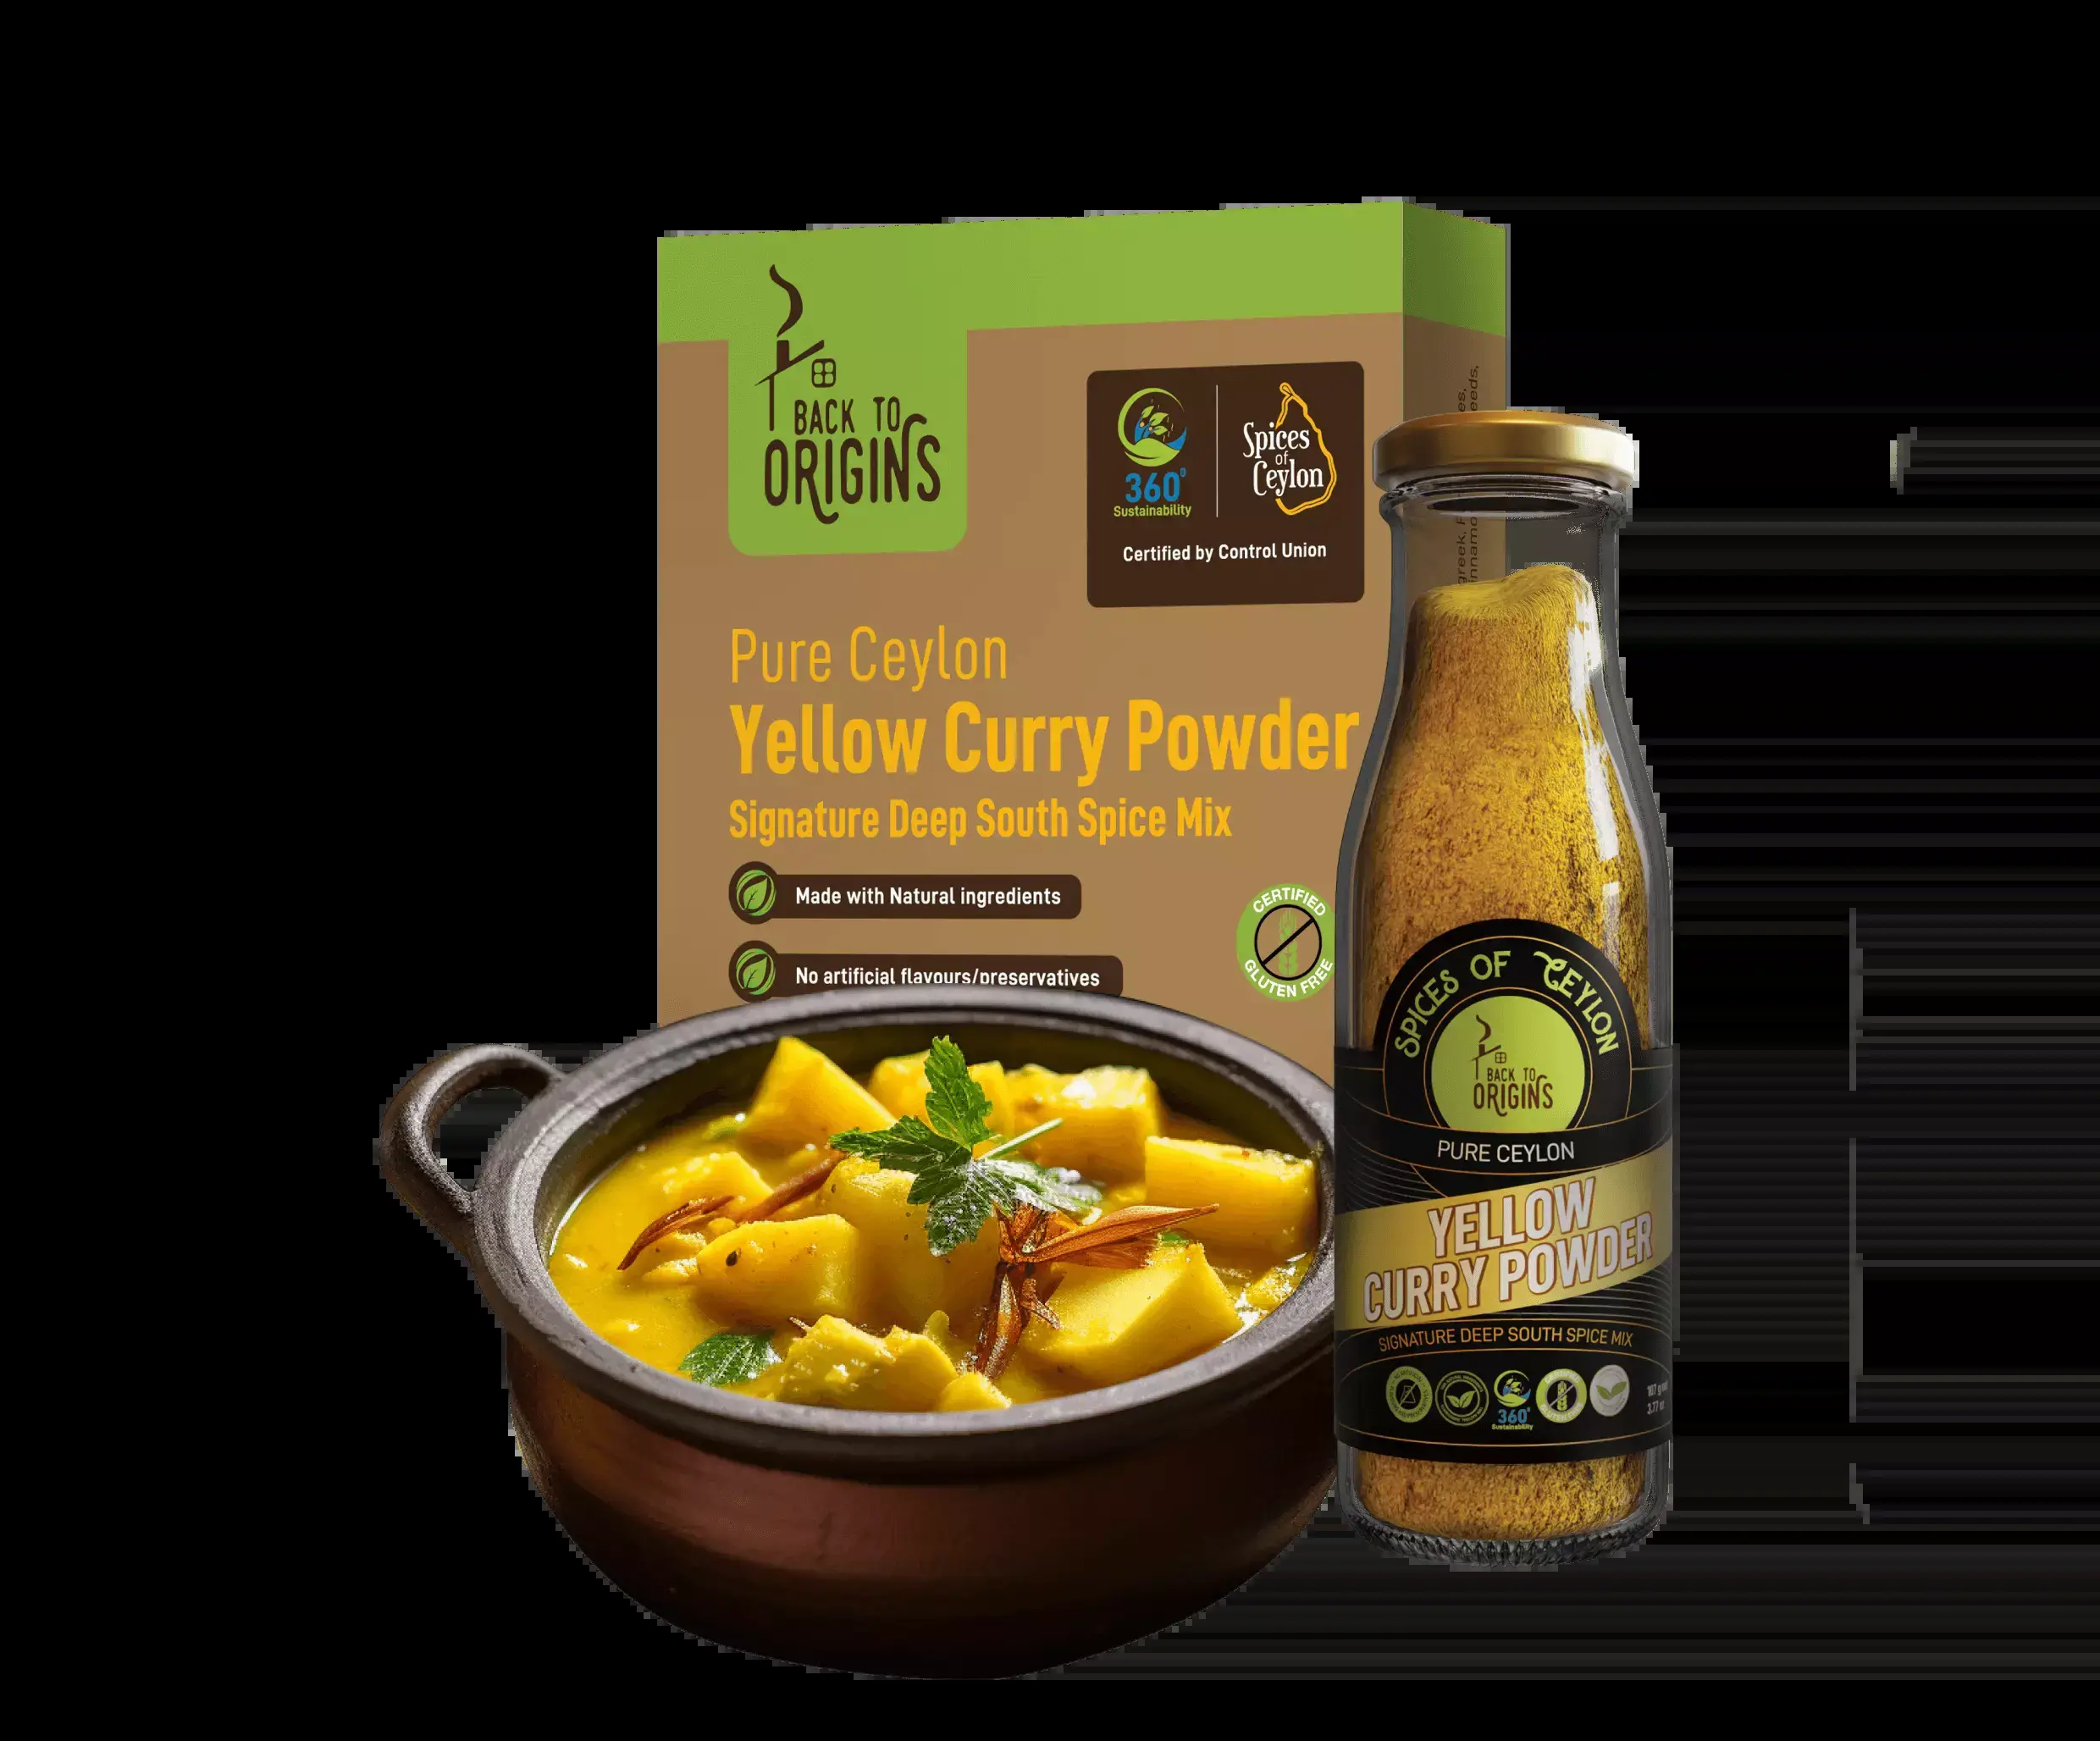 BACK TO
ORIGINS
360°
Sustainability
Spices
of
Ceylon
Certified by Control Union
Pure Ceylon
Yellow Curry Powder
Signature Deep South Spice Mix
Made with Natural ingredients
No artificial flavours/preservatives
CERTIFIED
GLUTEN FREE
SPICES OF CEYLON
BACK TO
ORIGINS
PURE CEYLON
YELLOW
CURRY POWDER
SIGNATURE DEEP SOUTH SPICE MIX
360°
Sustainability